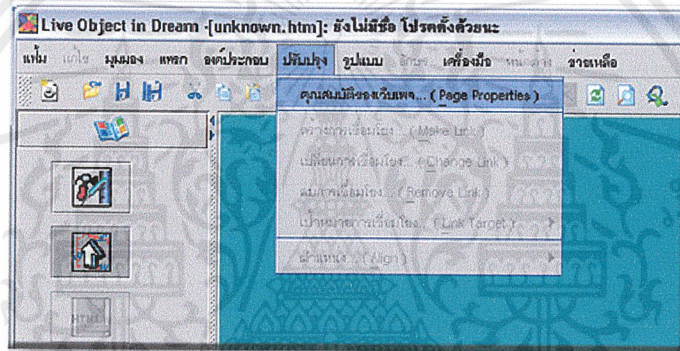 Live Object in Dream -[unknown.htm]: ยังไม่มีชื่อ โปรดตั้งด้วยนะ
แฟ้ม แก้ไข มุมมอง แทรก องค์ประกอบ ปรับปรุง รูปแบบ อักษร เครื่องมือ หน้าต่าง ช่วยเหลือ
คุณสมบัติของเว็บเพจ... ( Page Properties )
สร้างการเชื่อมโยง... ( Make Link )
เปลี่ยนการเชื่อมโยง... ( Change Link )
ลบการเชื่อมโยง... ( Remove Link )
เป้าหมายการเชื่อมโยง... ( Link Target )
ตำแหน่ง... ( Align )
HTML